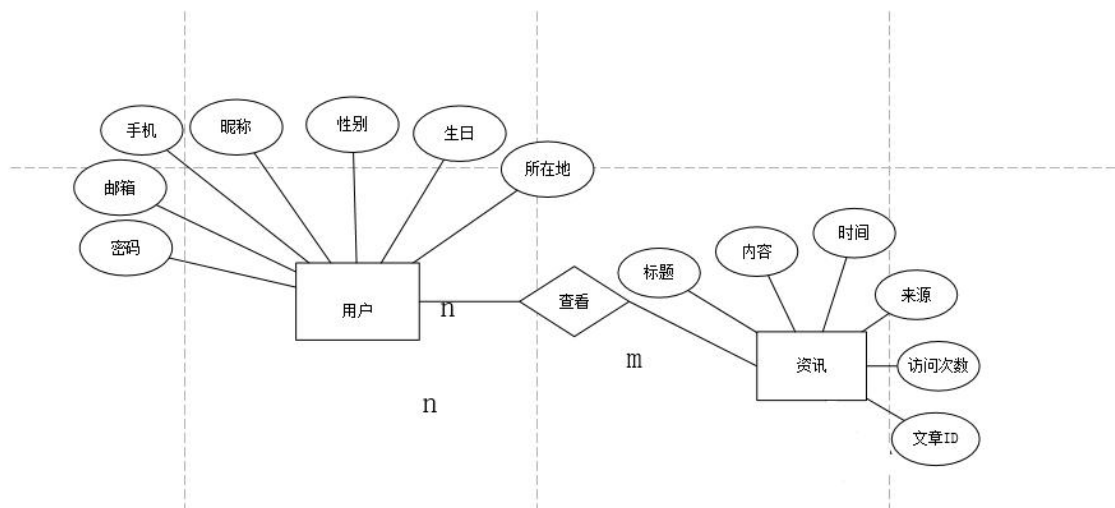 手机
昵称
性别
生日
所在地
邮箱
密码
用户
n
查看
m
n
标题
内容
时间
来源
资讯
访问次数
文章ID